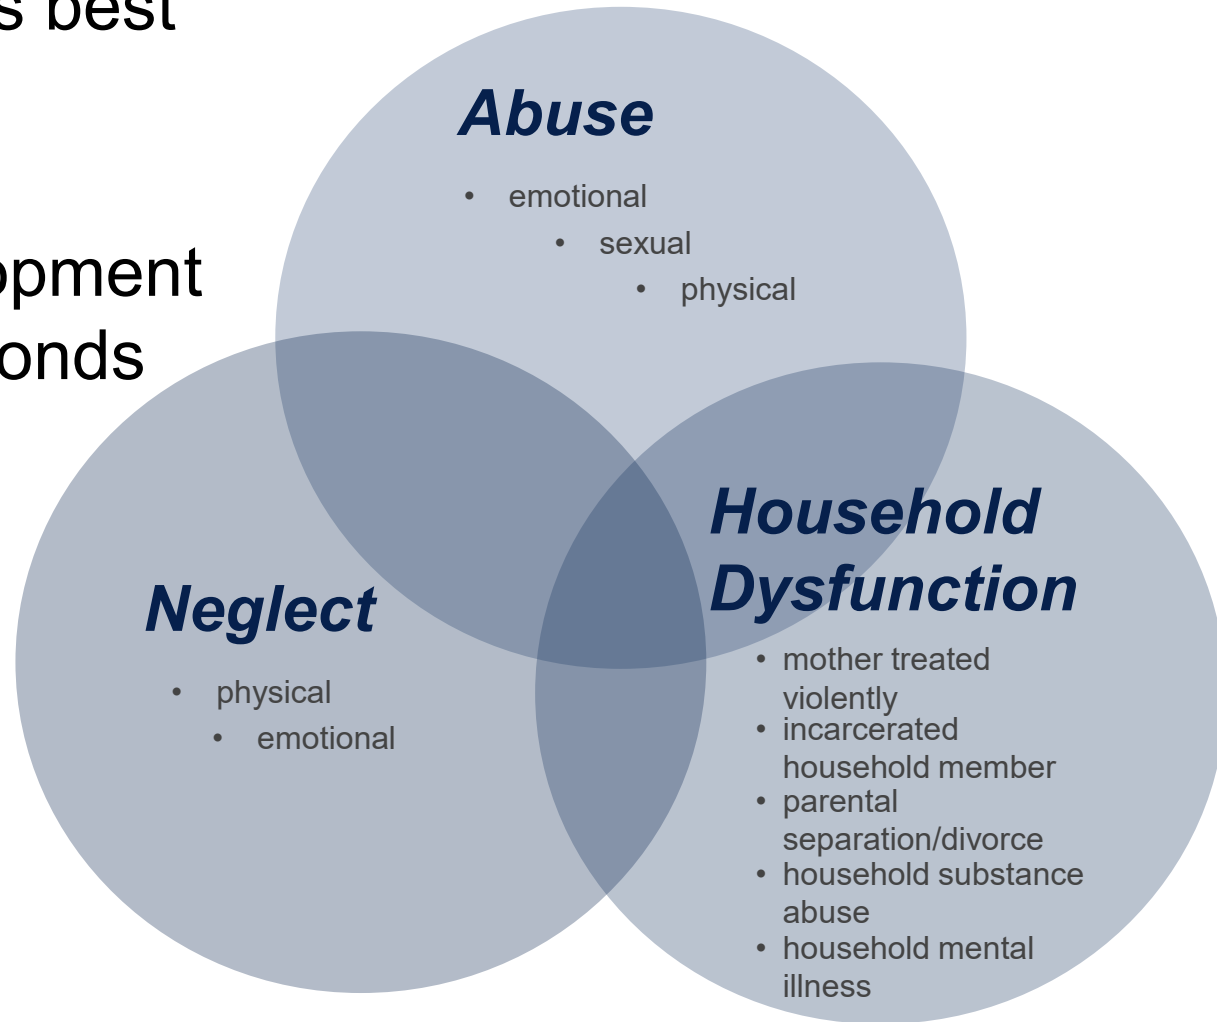 s best
opment
onds
Abuse
• emotional
• sexual
• physical
Neglect
• physical
• emotional
Household
Dysfunction
• mother treated
violently
• incarcerated
household member
• parental
separation/divorce
• household substance
abuse
• household mental
illness